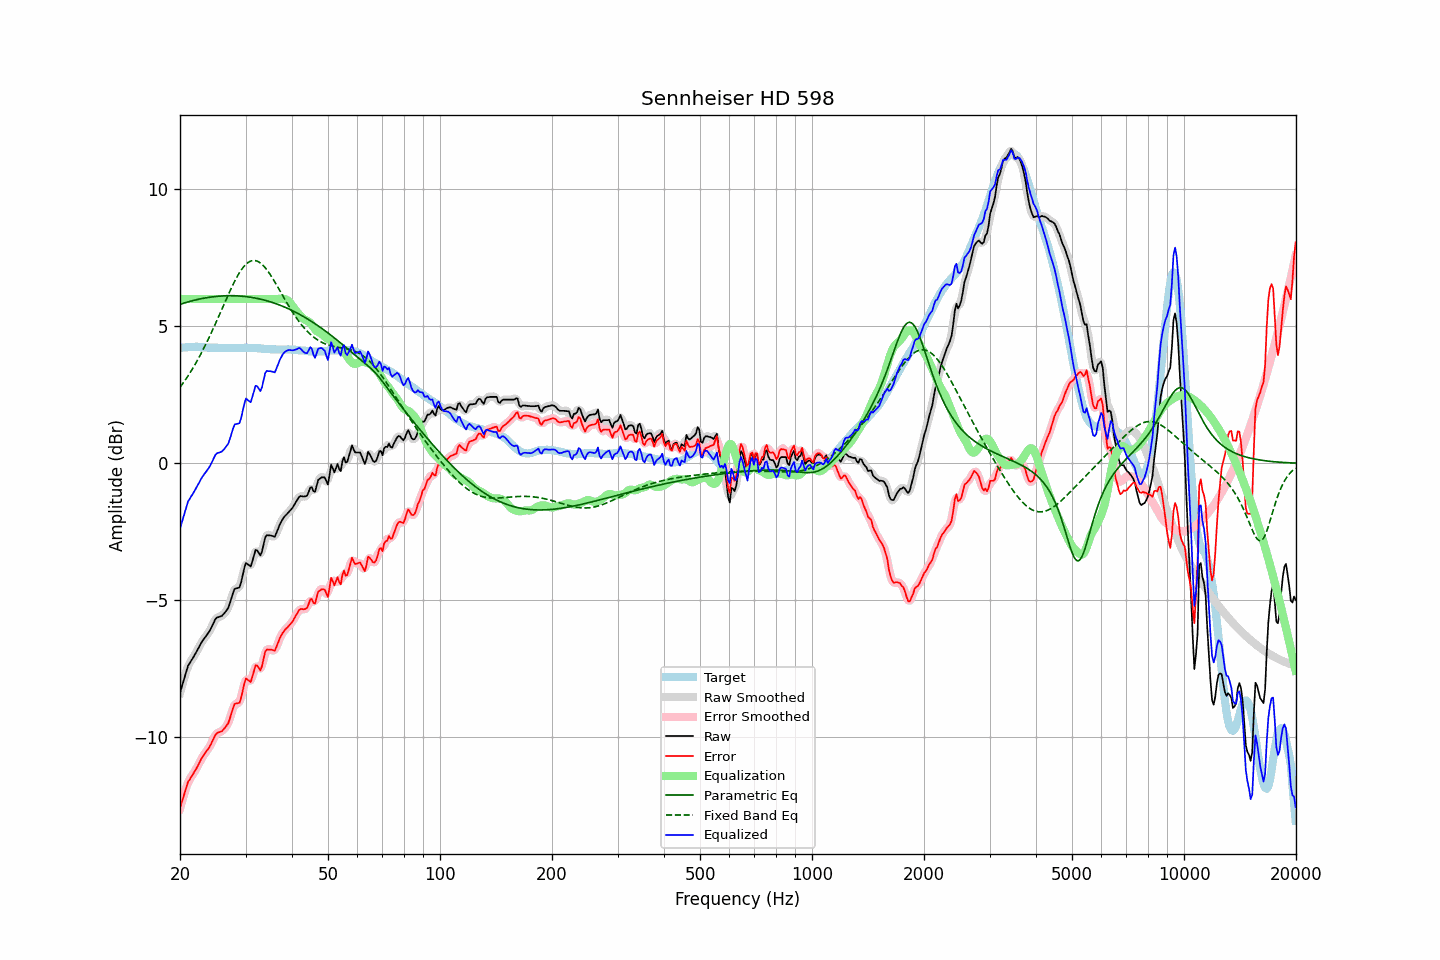 Sennheiser HD 598
Amplitude (dBr)
10
5
0
−5
−10
Target
Raw Smoothed
Error Smoothed
Raw
Error
Equalization
Parametric Eq
Fixed Band Eq
Equalized
20 50 100 200 500 1000 2000 5000 10000 20000
Frequency (Hz)